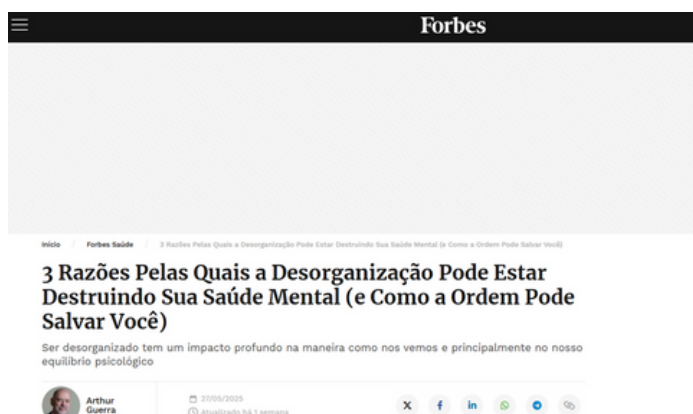 Forbes
Início / Forbes Saúde / 3 Razões Pelas Quais a Desorganização Pode Estar Destruindo Sua Saúde Mental (e Como a Ordem Pode Salvar Você)
3 Razões Pelas Quais a Desorganização Pode Estar
Destruindo Sua Saúde Mental (e Como a Ordem Pode
Salvar Você)
Ser desorganizado tem um impacto profundo na maneira como nos vemos e principalmente no nosso
equilíbrio psicológico
Arthur
Guerra
27/05/2025
Atualizado há 1 semana